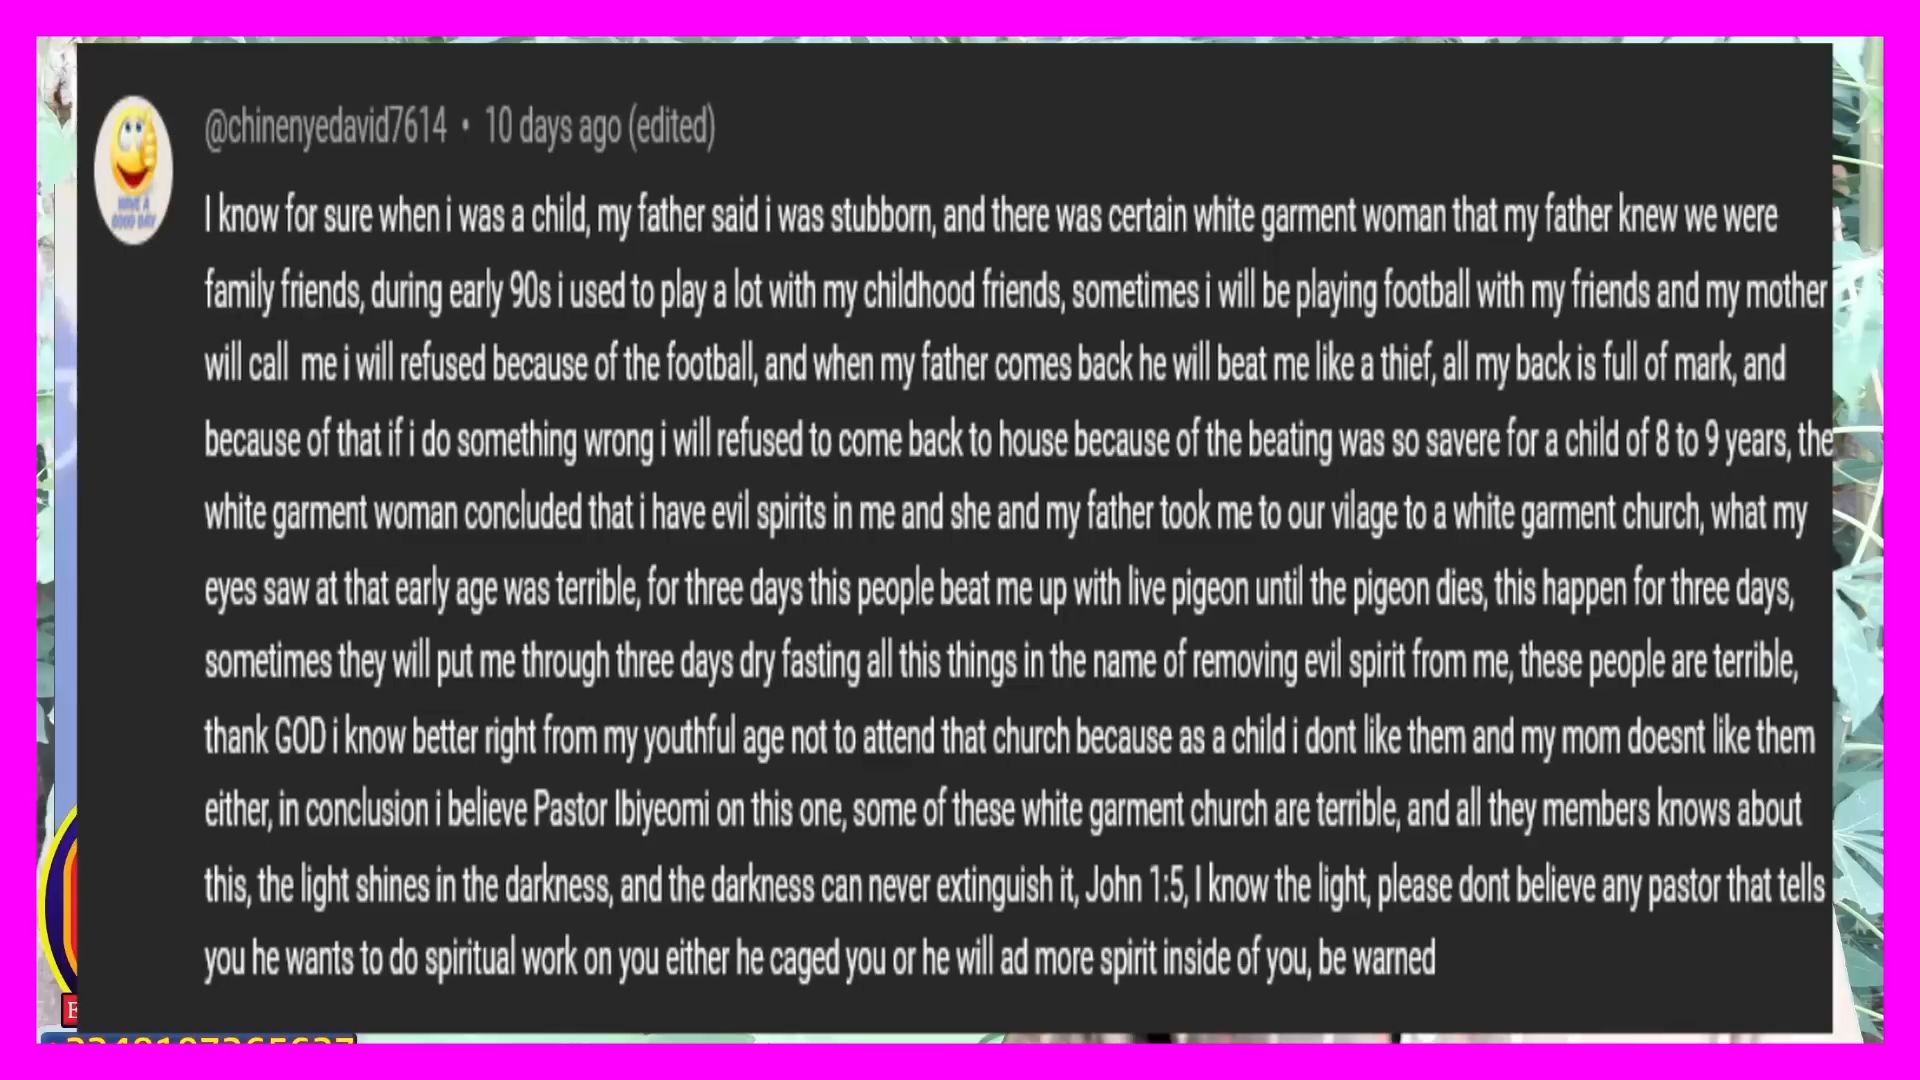 @chinenyedavid7614 • 10 days ago (edited)
I know for sure when i was a child, my father said i was stubborn, and there was certain white garment woman that my father knew we were
family friends, during early 90s i used to play a lot with my childhood friends, sometimes i will be playing football with my friends and my mother
will call me i will refused because of the football, and when my father comes back he will beat me like a thief, all my back is full of mark, and
because of that if i do something wrong i will refused to come back to house because of the beating was so savere for a child of 8 to 9 years, the
white garment woman concluded that i have evil spirits in me and she and my father took me to our vilage to a white garment church, what my
eyes saw at that early age was terrible, for three days this people beat me up with live pigeon until the pigeon dies, this happen for three days,
sometimes they will put me through three days dry fasting all this things in the name of removing evil spirit from me, these people are terrible,
thank GOD i know better right from my youthful age not to attend that church because as a child i dont like them and my mom doesnt like them
either, in conclusion i believe Pastor Ibiyeomi on this one, some of these white garment church are terrible, and all they members knows about
this, the light shines in the darkness, and the darkness can never extinguish it, John 1:5, I know the light, please dont believe any pastor that tells
you he wants to do spiritual work on you either he caged you or he will ad more spirit inside of you, be warned
HAVE A
GOOD DAY
E